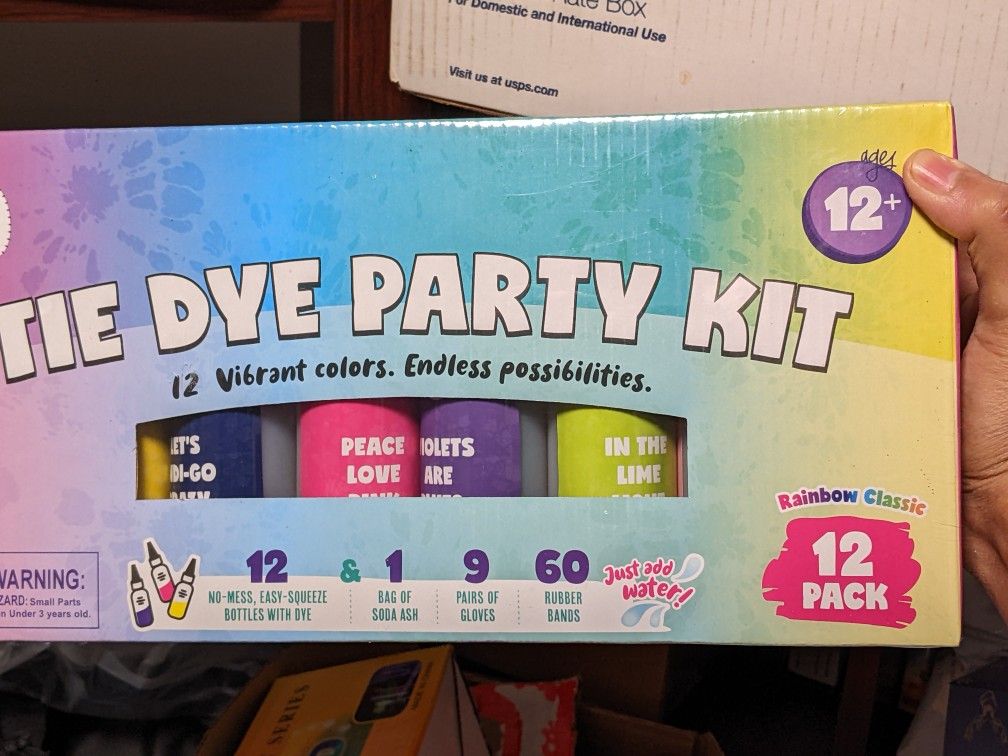 For Domestic and International Use
Visit us at usps.com
ages
12+
TIE DYE PARTY KIT
12 Vibrant colors. Endless possibilities.
PEACE
LOVE
ARE
IN THE
LIME
Rainbow Classic
12
PACK
12
NO-MESS, EASY-SQUEEZE
BOTTLES WITH DYE
&
1
BAG OF
SODA ASH
9
PAIRS OF
GLOVES
60
RUBBER
BANDS
Just add
water!
WARNING:
ZARD: Small Parts
n Under 3 years old.
SERIES